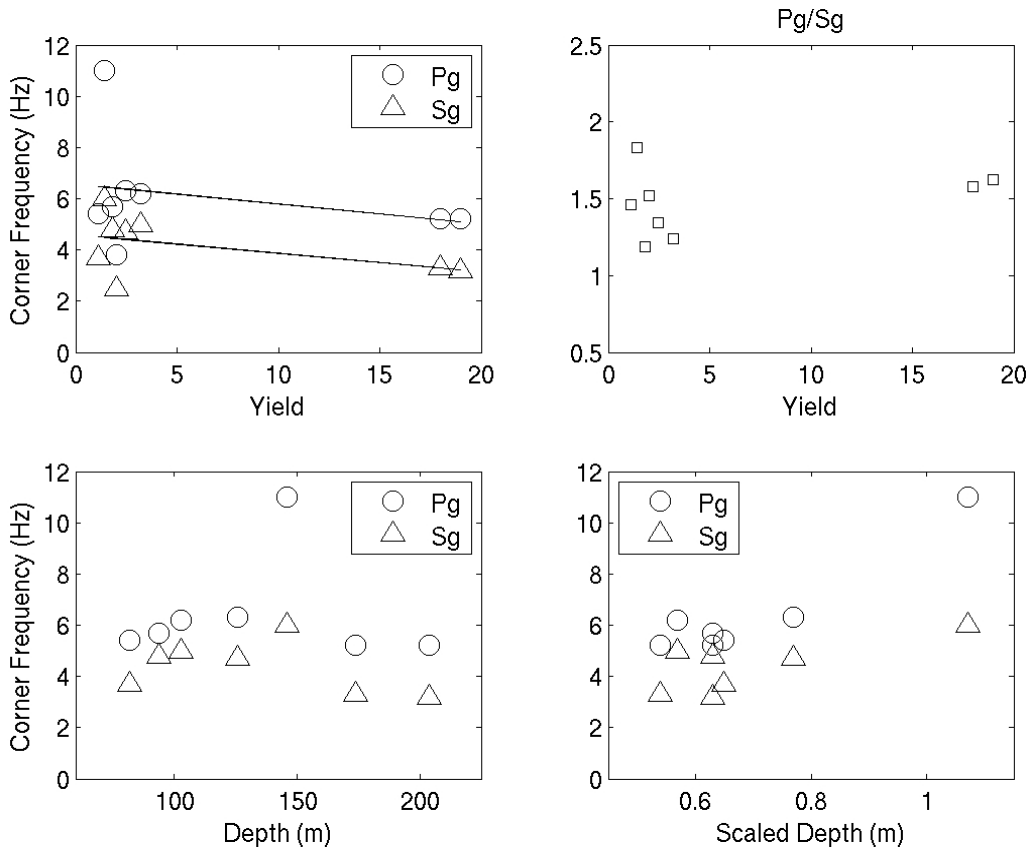 12
10
8
6
4
2
0
Corner Frequency (Hz)
Pg
Sg
0 5 10 15 20
Yield
Pg/Sg
2.5
2
1.5
1
0.5
0 5 10 15 20
Yield
12
10
8
6
4
2
0
Corner Frequency (Hz)
Pg
Sg
100 150 200
Depth (m)
12
10
8
6
4
2
0
Pg
Sg
0.6 0.8 1
Scaled Depth (m)